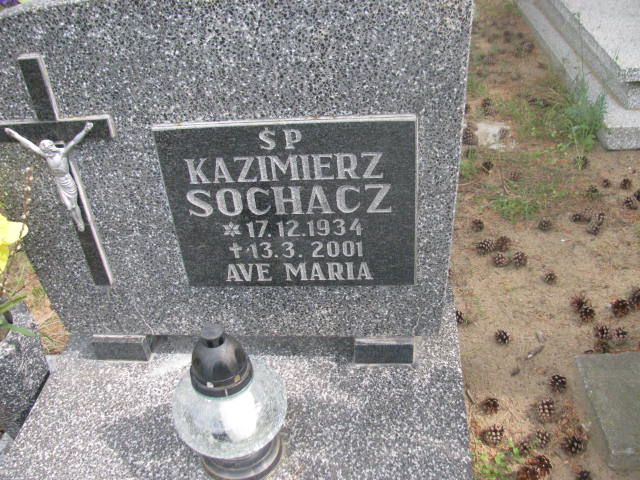 ŚP
KAZIMIERZ
SOCHACZ
* 17.12.1934
✝ 13.3.2001
AVE MARIA